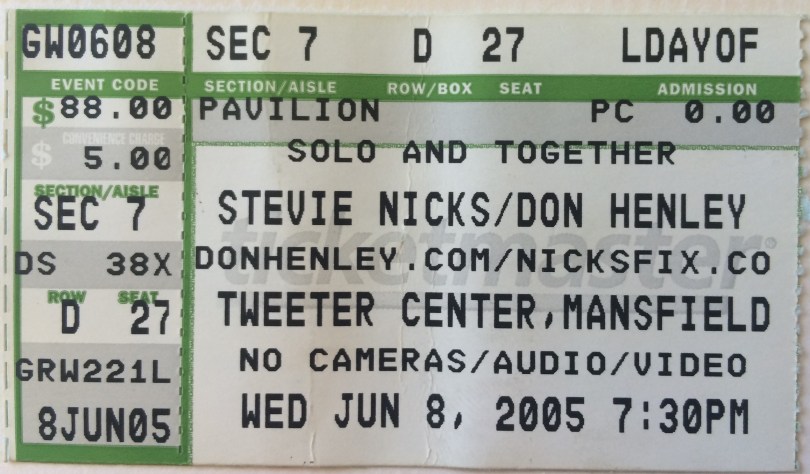 GW0608
EVENT CODE
$ 88.00
CONVENIENCE CHARGE
$ 5.00
SECTION/AISLE
SEC 7
DS 38X
ROW SEAT
D 27
GRW221L
8JUN05
SEC 7 D 27 LDAYOF
SECTION/AISLE ROW/BOX SEAT ADMISSION
PAVILION PC 0.00
SOLO AND TOGETHER
STEVIE NICKS/DON HENLEY
ticketmaster®
DONHENLEY.COM/NICKSFIX.CO
TWEETER CENTER,MANSFIELD
NO CAMERAS/AUDIO/VIDEO
WED JUN 8, 2005 7:30PM